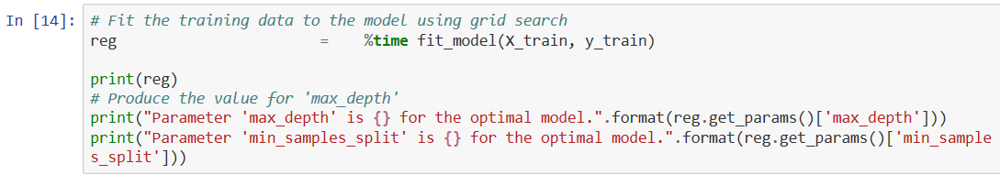 In [14]: # Fit the training data to the model using grid search
reg = %time fit_model(X_train, y_train)
print(reg)
# Produce the value for 'max_depth'
print("Parameter 'max_depth' is {} for the optimal model.".format(reg.get_params()['max_depth']))
print("Parameter 'min_samples_split' is {} for the optimal model.".format(reg.get_params()['min_sample
s_split']))